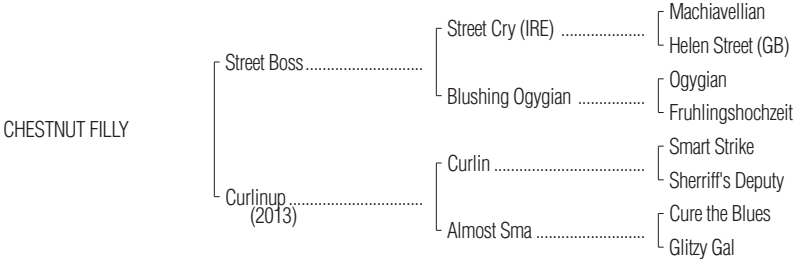 Machiavellian
Street Cry (IRE) ....................
Helen Street (GB)
Street Boss............................
Ogygian
Blushing Ogygian ................
Fruhlingshochzeit
CHESTNUT FILLY
Smart Strike
Curlin ....................................
Sherriff's Deputy
Curlinup................................
(2013)
Cure the Blues
Almost Sma ..........................
Glitzy Gal